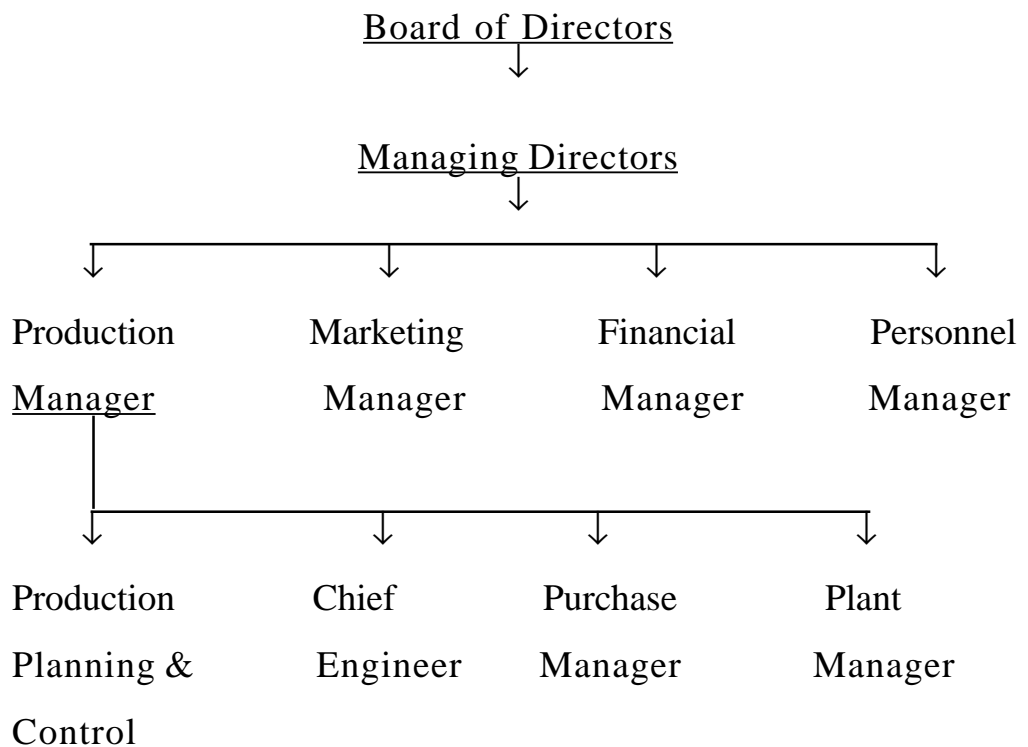 Board of Directors
Managing Directors
Production Marketing Financial Personnel
Manager Manager Manager Manager
Production Chief Purchase Plant
Planning & Engineer Manager Manager
Control